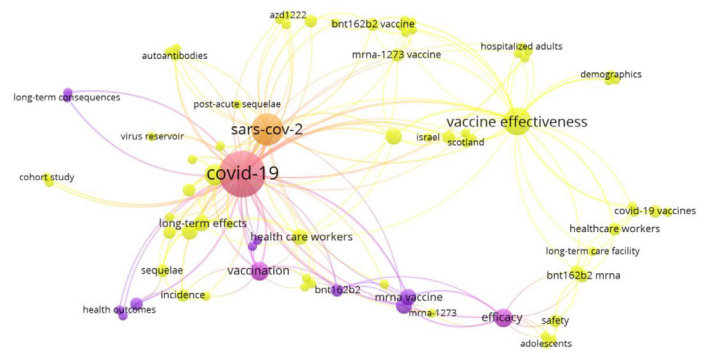 azd1222
bnt162b2 vaccine
mrna-1273 vaccine
hospitalized adults
autoantibodies
demographics
long-term consequences
post-acute sequelae
sars-cov-2
vaccine effectiveness
virus reservoir
israel
scotland
covid-19
cohort study
covid-19 vaccines
long-term effects
healthcare workers
health care workers
long-term care facility
sequelae
vaccination
bnt162b2 mrna
bnt162b2
incidence
mrna vaccine
health outcomes
mrna-1273
efficacy
safety
adolescents